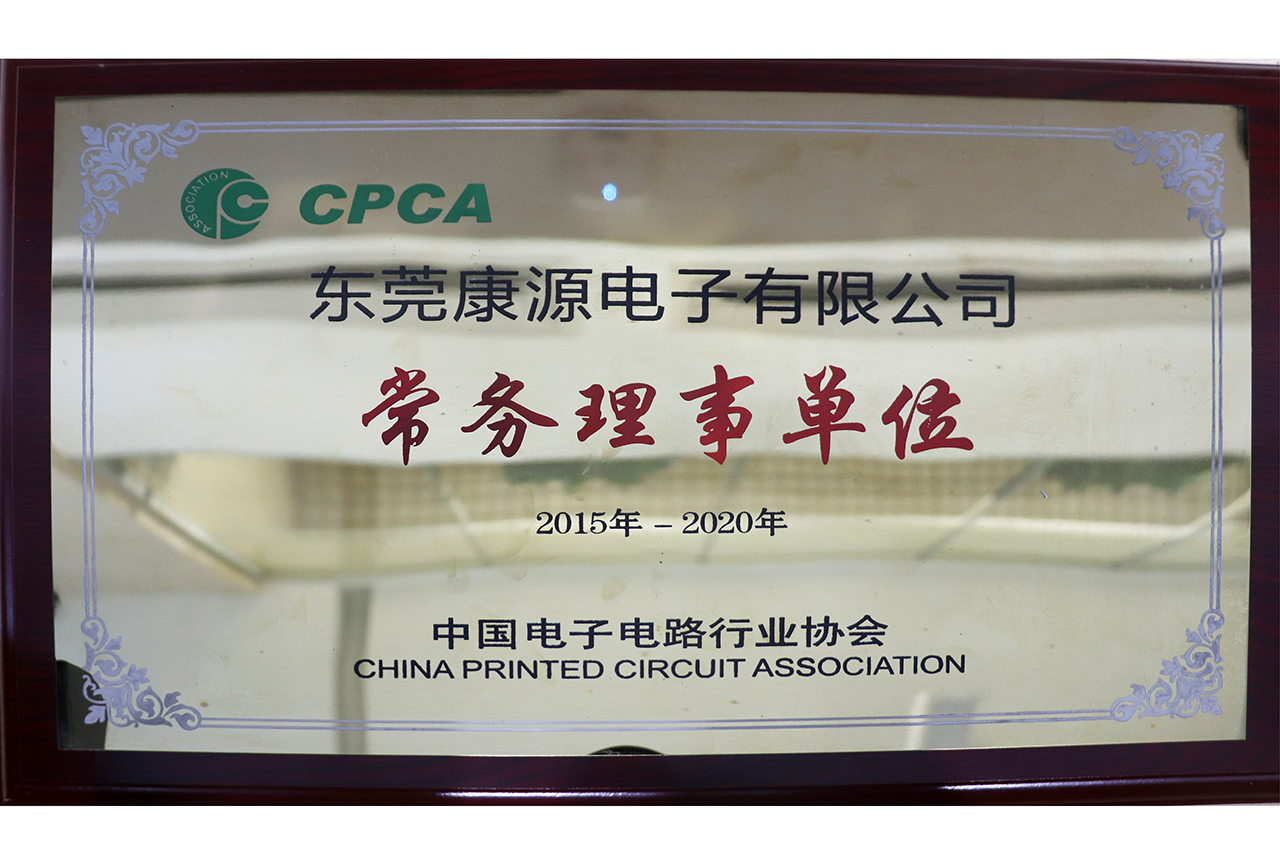 ASSOCIATION PC CPCA
东莞康源电子有限公司
常务理事单位
2015年 – 2020年
中国电子电路行业协会
CHINA PRINTED CIRCUIT ASSOCIATION